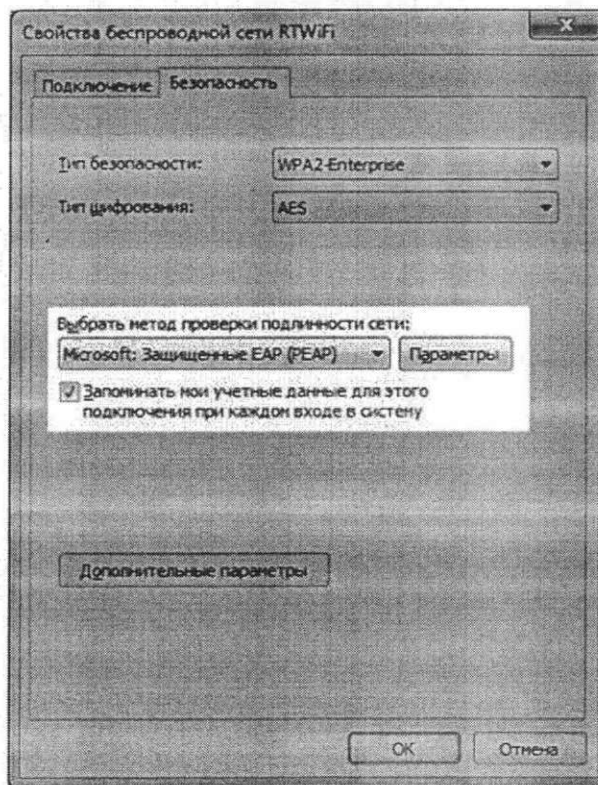 Свойства беспроводной сети RTWiFi
Подключение
Безопасность
Тип безопасности:
WPA2-Enterprise
Тип шифрования:
AES
Выбрать метод проверки подлинности сети:
Microsoft: Защищенные EAP (PEAP)
Параметры
Запоминать мои учетные данные для этого
подключения при каждом входе в систему
Дополнительные параметры
OK
Отмена